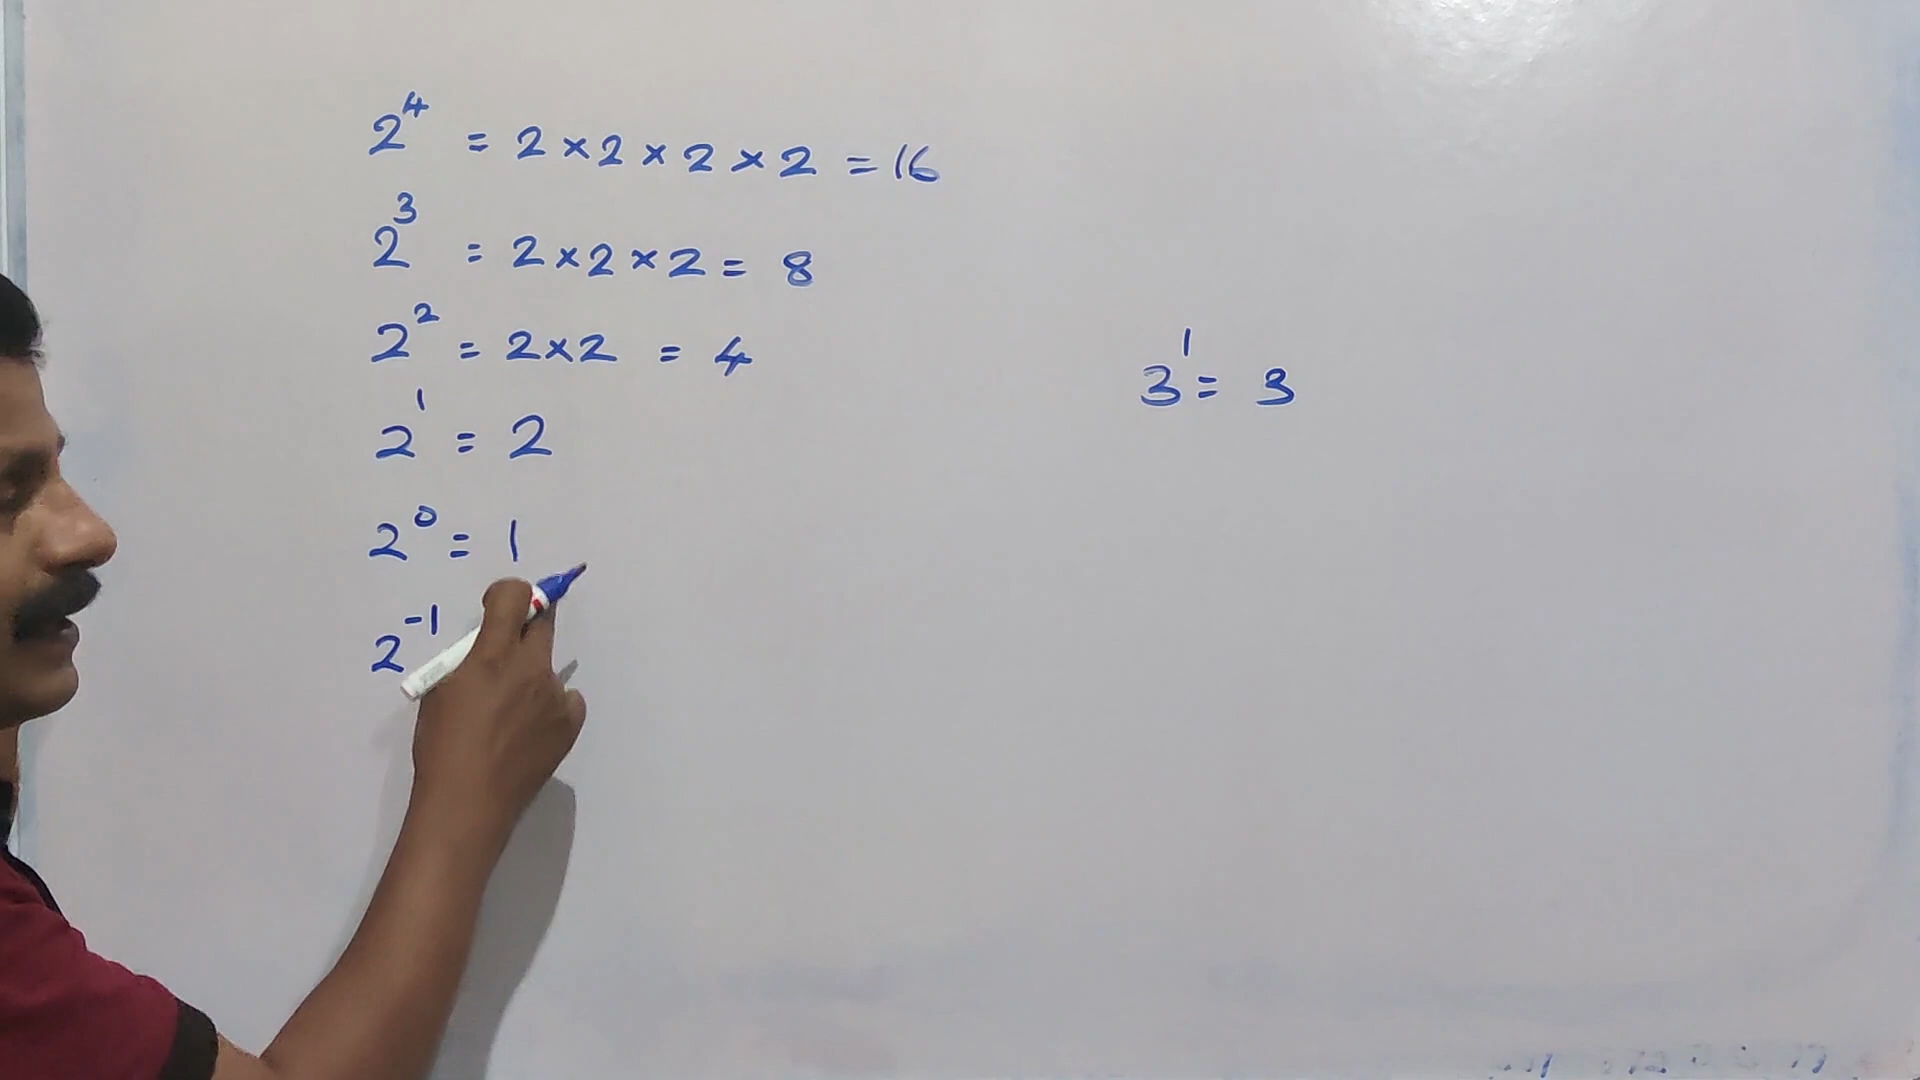 2⁴ = 2 × 2 × 2 × 2 = 16
2³ = 2 × 2 × 2 = 8
2² = 2 × 2 = 4
3¹ = 3
2¹ = 2
2⁰ = 1
2⁻¹